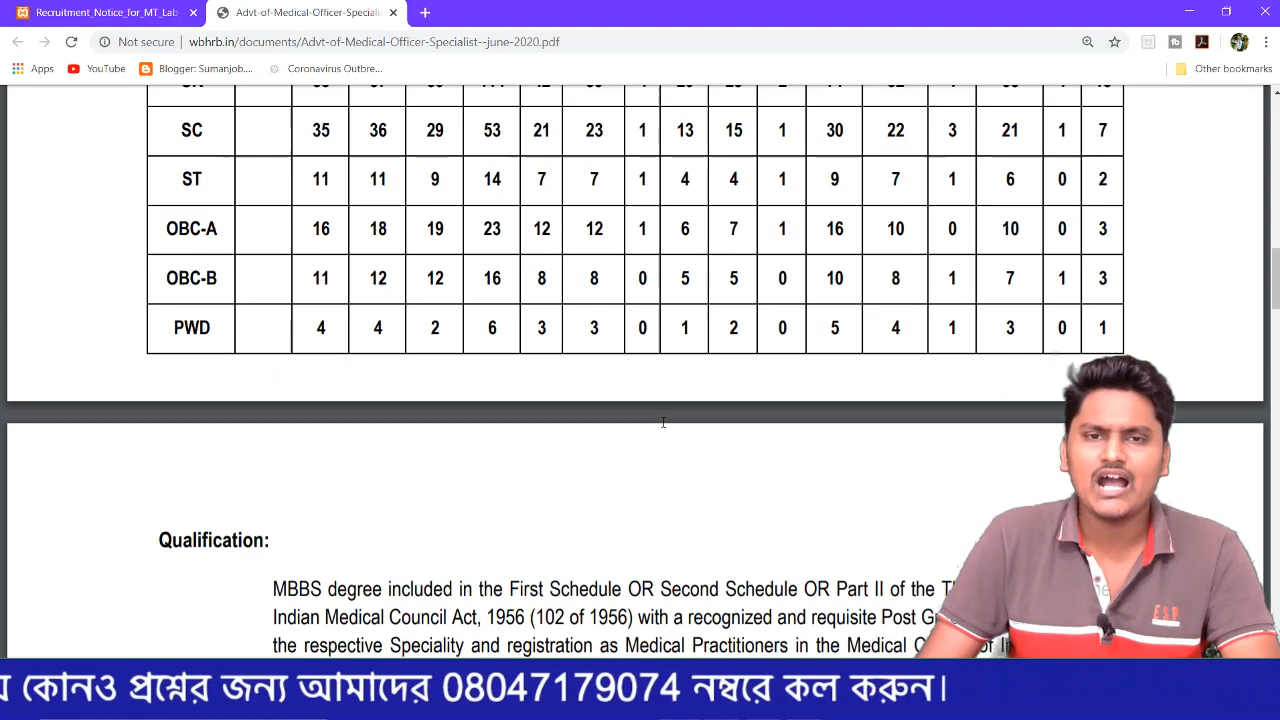 Recruitment_Notice_for_MT_Lab
Advt-of-Medical-Officer-Specialis
Not secure
wbhrb.in/documents/Advt-of-Medical-Officer-Specialist--june-2020.pdf
Apps YouTube Blogger: Sumanjob.... Coronavirus Outbre... Other bookmarks
SC 35 36 29 53 21 23 1 13 15 1 30 22 3 21 1 7
ST 11 11 9 14 7 7 1 4 4 1 9 7 1 6 0 2
OBC-A 16 18 19 23 12 12 1 6 7 1 16 10 0 10 0 3
OBC-B 11 12 12 16 8 8 0 5 5 0 10 8 1 7 1 3
PWD 4 4 2 6 3 3 0 1 2 0 5 4 1 3 0 1
Qualification:
MBBS degree included in the First Schedule OR Second Schedule OR Part II of the
Indian Medical Council Act, 1956 (102 of 1956) with a recognized and requisite Post
the respective Speciality and registration as Medical Practitioners in the Medical
E.S.P
কোনও প্রশ্নের জন্য আমাদের 08047179074 নম্বরে কল করুন।